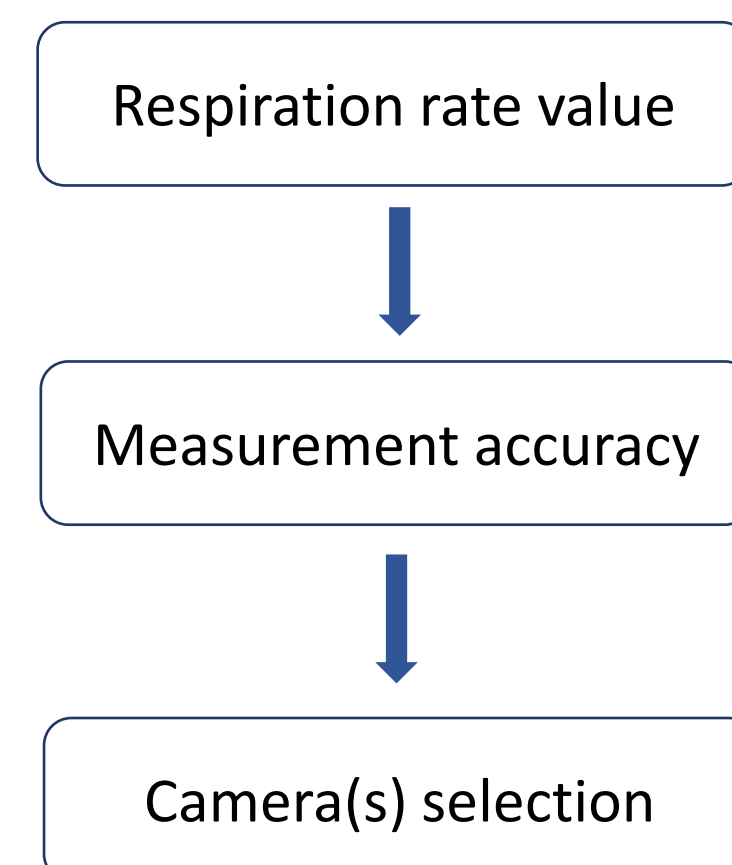 Respiration rate value
Measurement accuracy
Camera(s) selection